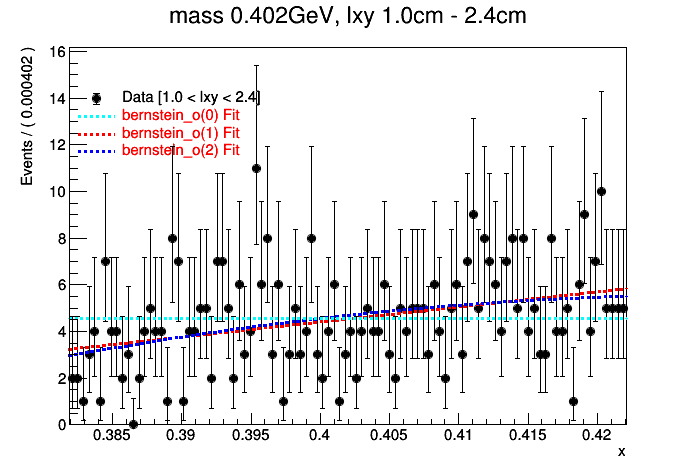 mass 0.402GeV, lxy 1.0cm - 2.4cm
Events / ( 0.000402 )
16
14
12
10
8
6
4
2
0
Data [1.0 < lxy < 2.4]
bernstein_o(0) Fit
bernstein_o(1) Fit
bernstein_o(2) Fit
0.385 0.39 0.395 0.4 0.405 0.41 0.415 0.42
x